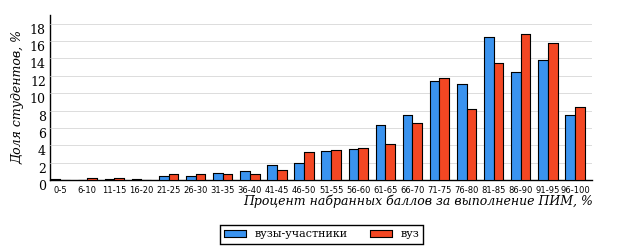 Доля студентов, %
18
16
14
12
10
8
6
4
2
0
0-5 6-10 11-15 16-20 21-25 26-30 31-35 36-40 41-45 46-50 51-55 56-60 61-65 66-70 71-75 76-80 81-85 86-90 91-95 96-100
Процент набранных баллов за выполнение ПИМ, %
вузы-участники вуз